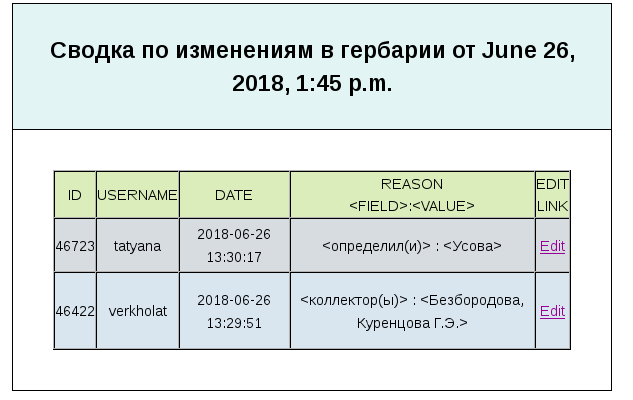 Сводка по изменениям в гербарии от June 26,
2018, 1:45 p.m.
ID USERNAME DATE REASON <FIELD>:<VALUE> EDIT LINK
46723 tatyana 2018-06-26 13:30:17 <определил(и)> : <Усова> Edit
46422 verkholat 2018-06-26 13:29:51 <коллектор(ы)> : <Безбородова, Куренцова Г.Э.> Edit